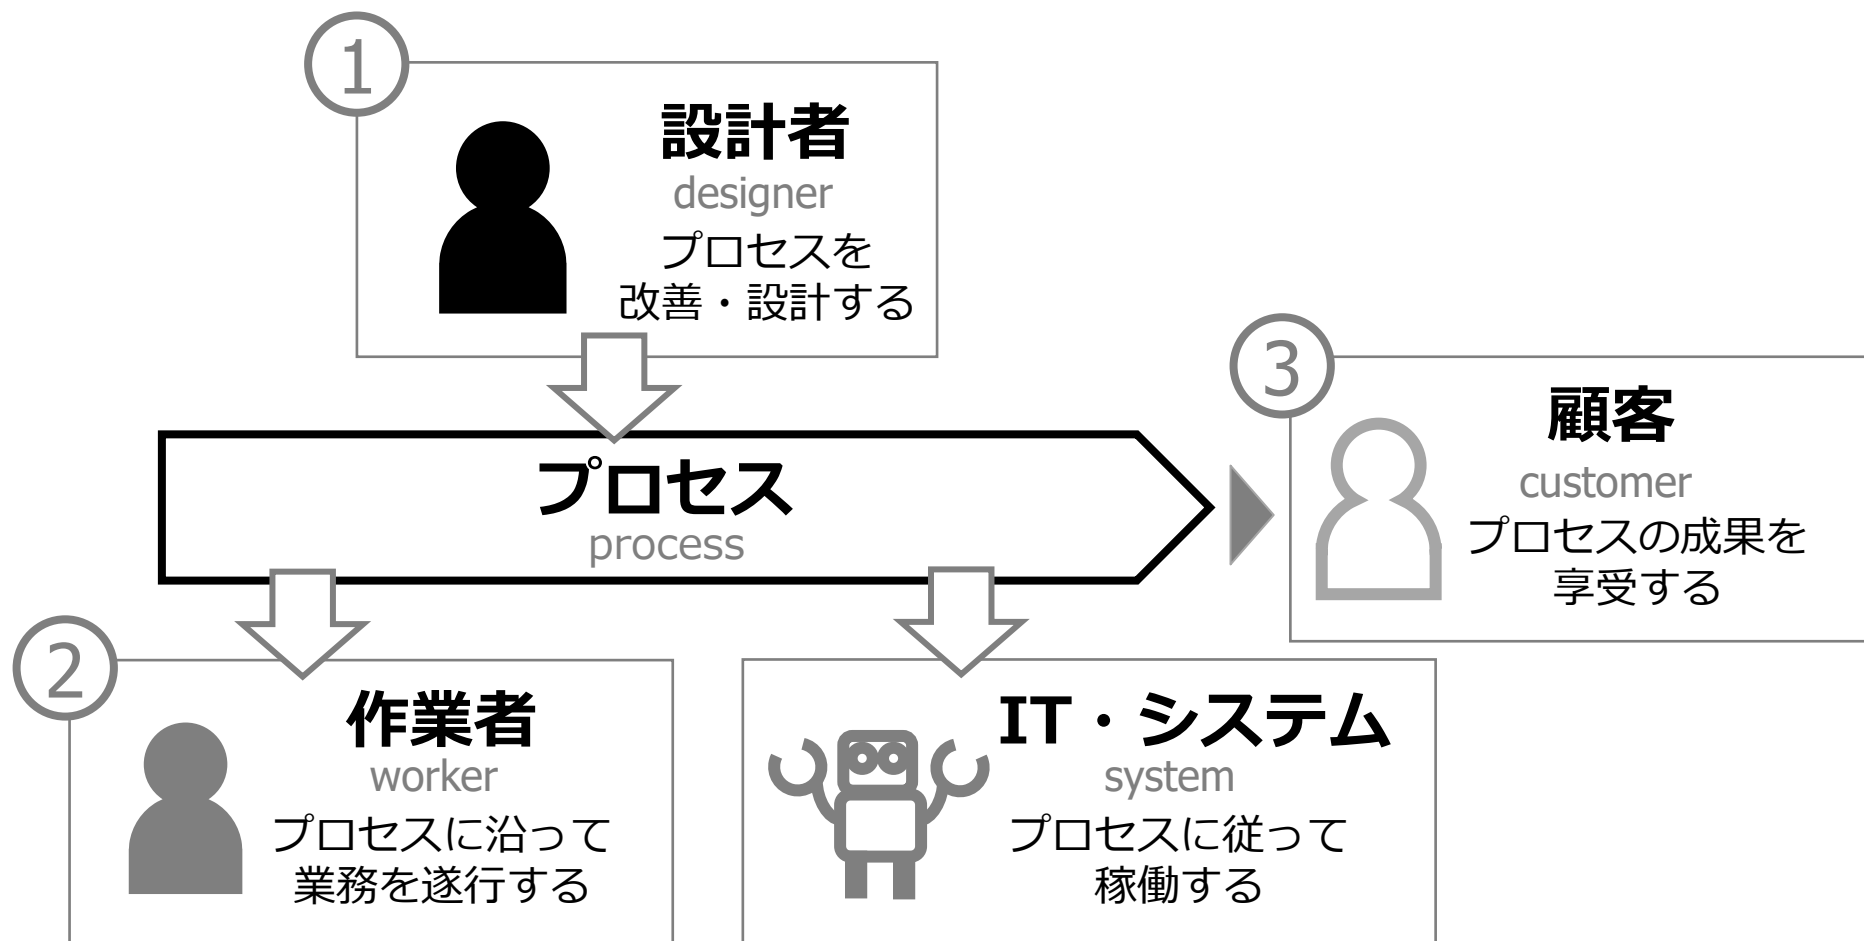 1
設計者
designer
プロセスを
改善・設計する
プロセス
process
3
顧客
customer
プロセスの成果を
享受する
2
作業者
worker
プロセスに沿って
業務を遂行する
IT・システム
system
プロセスに従って
稼働する